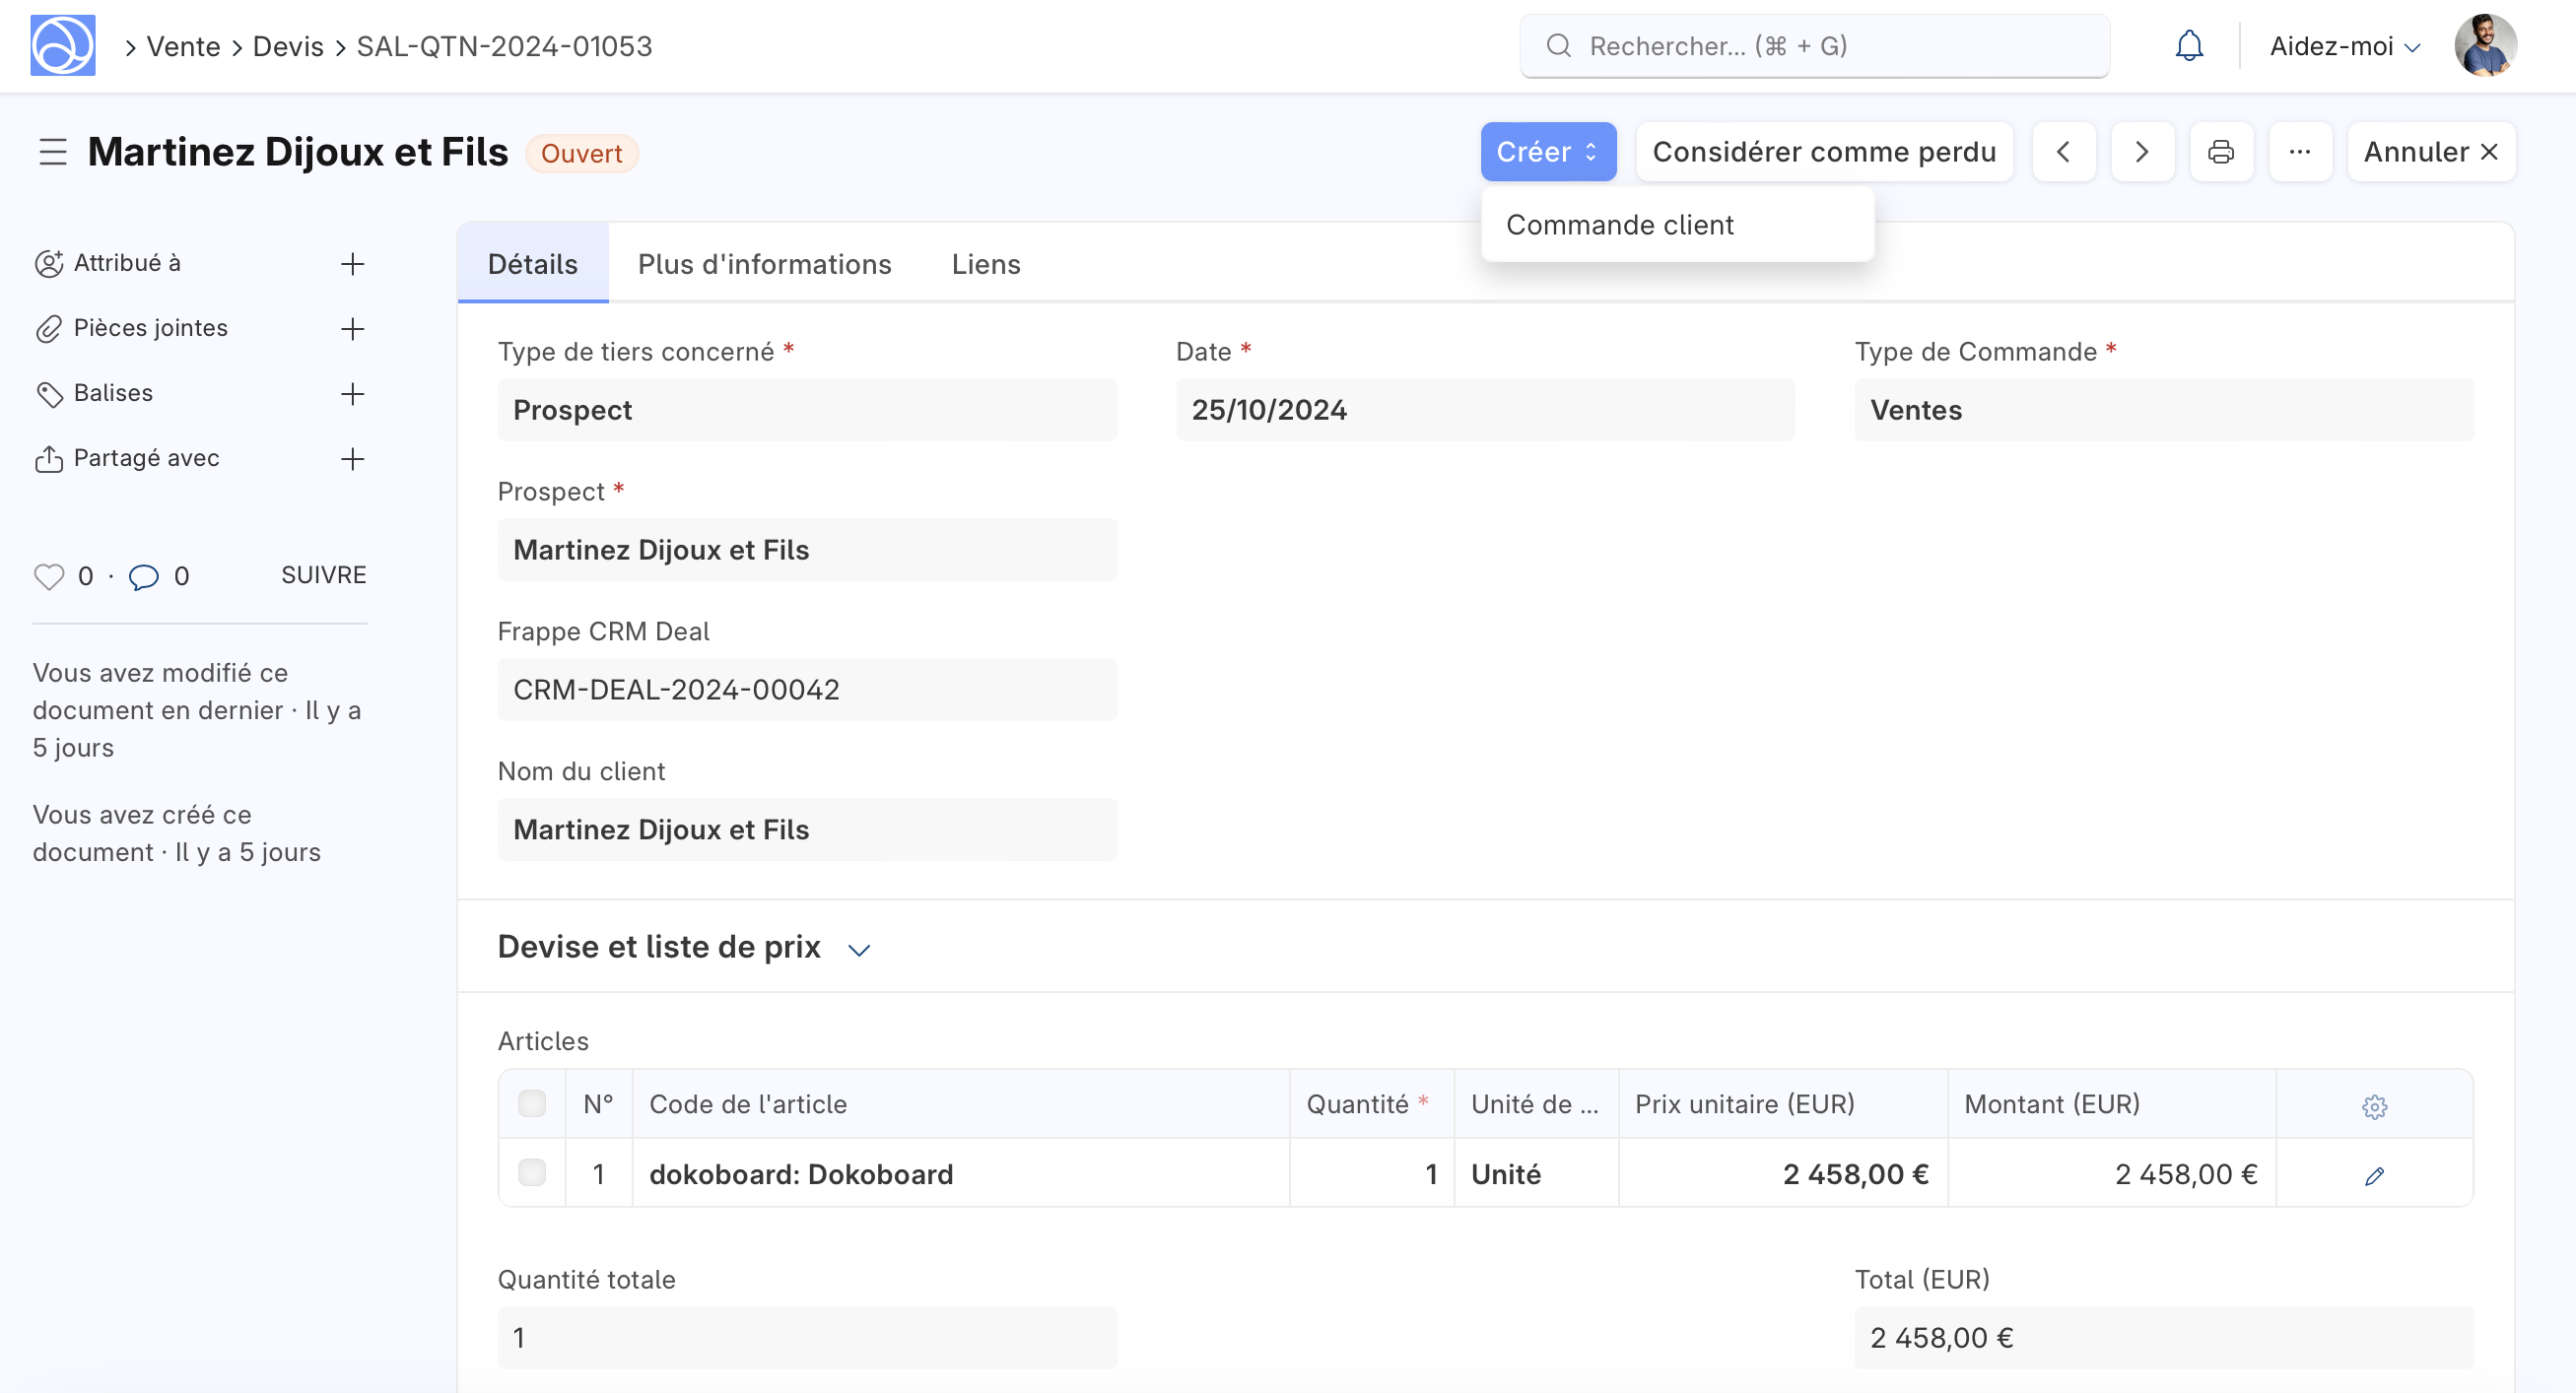 Vente
Devis
SAL-QTN-2024-01053
Rechercher... (⌘ + G)
Aidez-moi
Martinez Dijoux et Fils
Ouvert
Créer
Considérer comme perdu
Annuler
Commande client
Attribué à
Pièces jointes
Balises
Partagé avec
0 · 0
SUIVRE
Vous avez modifié ce
document en dernier · Il y a
5 jours
Vous avez créé ce
document · Il y a 5 jours
Détails
Plus d'informations
Liens
Type de tiers concerné *
Prospect
Date *
25/10/2024
Type de Commande *
Ventes
Prospect *
Martinez Dijoux et Fils
Frappe CRM Deal
CRM-DEAL-2024-00042
Nom du client
Martinez Dijoux et Fils
Devise et liste de prix
Articles
N° Code de l'article Quantité * Unité de ... Prix unitaire (EUR) Montant (EUR)
1 dokoboard: Dokoboard 1 Unité 2 458,00 € 2 458,00 €
Quantité totale
1
Total (EUR)
2 458,00 €